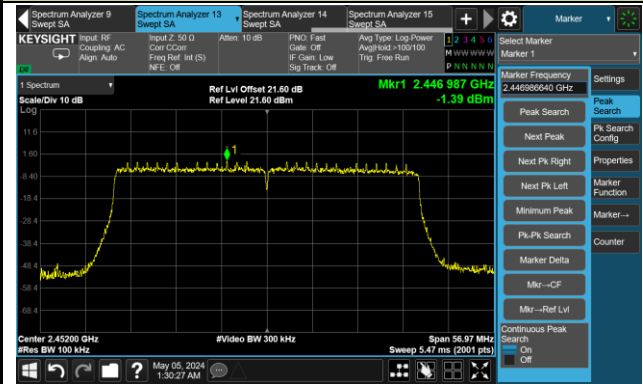 Spectrum Analyzer 9
Swept SA
Spectrum Analyzer 13
Swept SA
Spectrum Analyzer 14
Swept SA
Spectrum Analyzer 15
Swept SA
Marker
KEYSIGHT
Input: RF
Coupling: AC
Align: Auto
Input Z: 50 Ω
Corr CCorr
Freq Ref: Int (S)
NFE: Off
Atten: 10 dB
PNO: Fast
Gate: Off
IF Gain: Low
Sig Track: Off
Avg Type: Log-Power
Avg|Hold:>100/100
Trig: Free Run
1 2 3 4 5 6
M W W W W W
P N N N N N
Select Marker
Marker 1
1 Spectrum
Scale/Div 10 dB
Ref Lvl Offset 21.60 dB
Ref Level 21.60 dBm
Mkr1 2.446 987 GHz
-1.39 dBm
Log
11.6
1.60
-8.40
-18.4
-28.4
-38.4
-48.4
-58.4
-68.4
1
Center 2.45200 GHz
#Res BW 100 kHz
#Video BW 300 kHz
Span 56.97 MHz
Sweep 5.47 ms (2001 pts)
Marker Frequency
2.446986640 GHz
Peak Search
Next Peak
Next Pk Right
Next Pk Left
Minimum Peak
Pk-Pk Search
Marker Delta
Mkr→CF
Mkr→Ref Lvl
Continuous Peak
Search
On
Off
Settings
Peak
Search
Pk Search
Config
Properties
Marker
Function
Marker→
Counter
May 05, 2024
1:30:27 AM